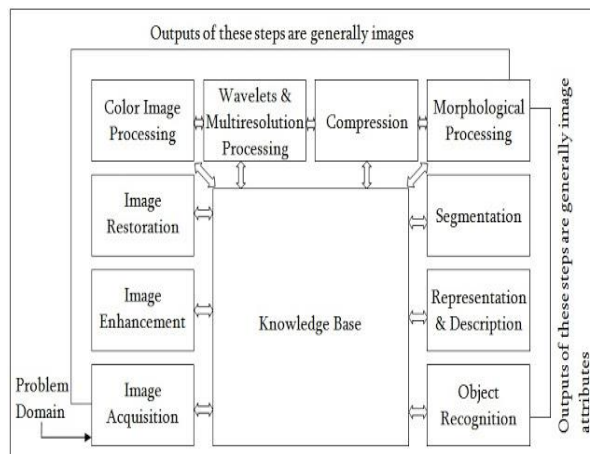 Outputs of these steps are generally images
Color Image
Processing
Wavelets &
Multiresolution
Processing
Compression
Morphological
Processing
Image
Restoration
Segmentation
Image
Enhancement
Knowledge Base
Representation
& Description
Problem
Domain
Image
Acquisition
Object
Recognition
Outputs of these steps are generally image
attributes